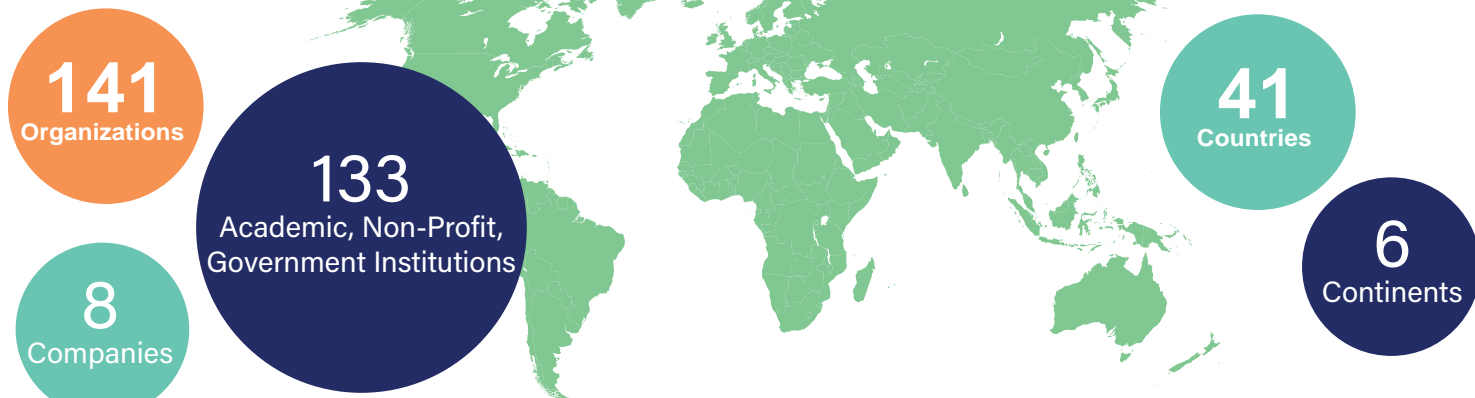 141
Organizations
133
Academic, Non-Profit,
Government Institutions
8
Companies
41
Countries
6
Continents